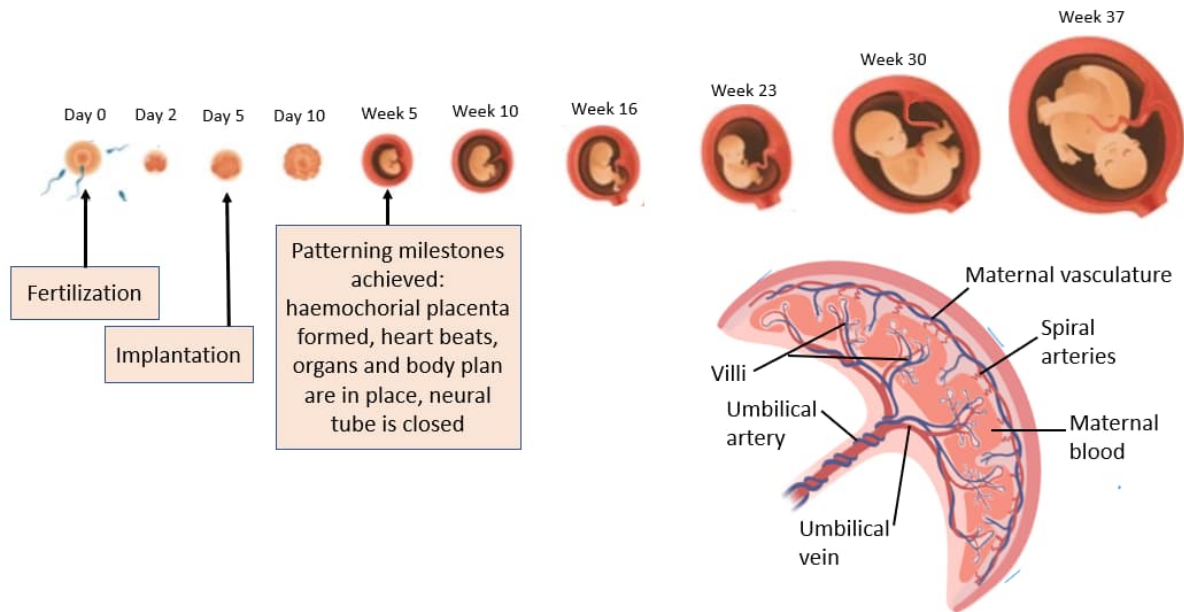 Day 0
Day 2
Day 5
Day 10
Week 5
Week 10
Week 16
Week 23
Week 30
Week 37
Fertilization
Implantation
Patterning milestones
achieved:
haemochorial placenta
formed, heart beats,
organs and body plan
are in place, neural
tube is closed
Maternal vasculature
Spiral
arteries
Villi
Umbilical
artery
Maternal
blood
Umbilical
vein